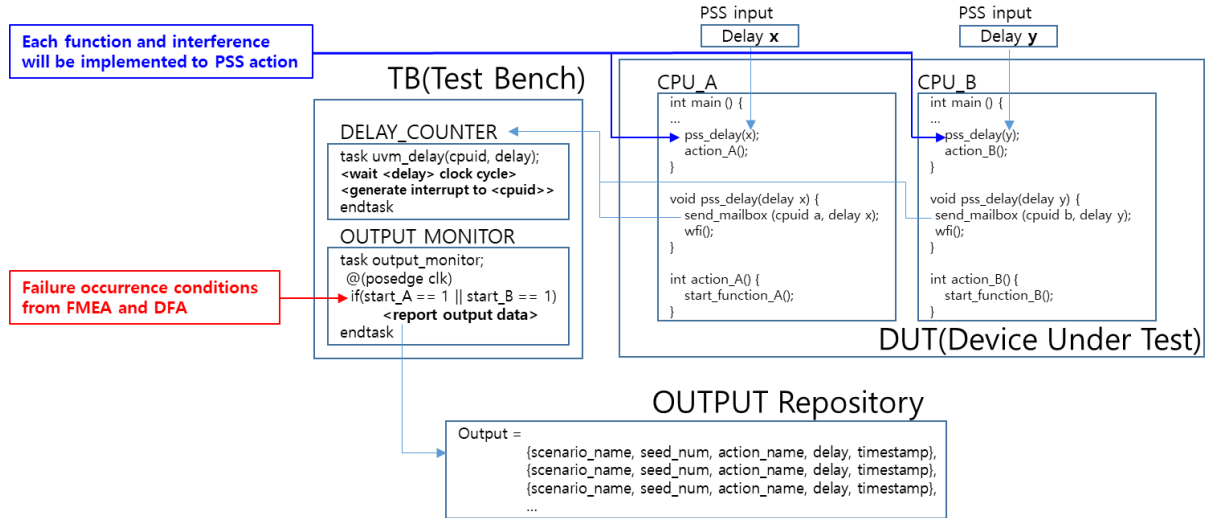 PSS input
Delay x
PSS input
Delay y
Each function and interference
will be implemented to PSS action
TB(Test Bench)
DELAY_COUNTER
task uvm_delay(cpuid, delay);
<wait <delay> clock cycle>
<generate interrupt to <cpuid>>
endtask
OUTPUT MONITOR
task output_monitor;
@(posedge clk)
if(start_A == 1 || start_B == 1)
<report output data>
endtask
Failure occurrence conditions
from FMEA and DFA
CPU_A
int main () {
...
pss_delay(x);
action_A();
}
void pss_delay(delay x) {
send_mailbox (cpuid a, delay x);
wfi();
}
int action_A() {
start_function_A();
}
CPU_B
int main () {
...
pss_delay(y);
action_B();
}
void pss_delay(delay y) {
send_mailbox (cpuid b, delay y);
wfi();
}
int action_B() {
start_function_B();
}
DUT(Device Under Test)
OUTPUT Repository
Output =
{scenario_name, seed_num, action_name, delay, timestamp},
{scenario_name, seed_num, action_name, delay, timestamp},
{scenario_name, seed_num, action_name, delay, timestamp},
...